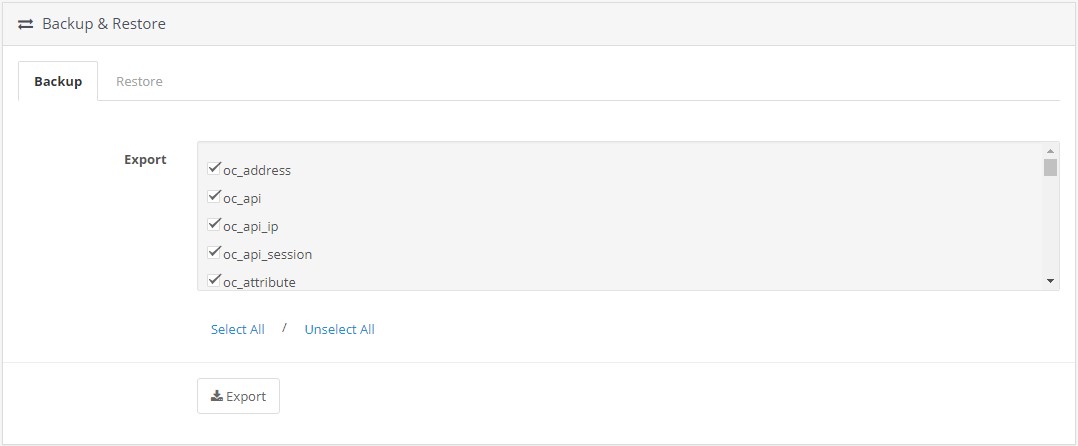 Backup & Restore
Backup Restore
Export
oc_address
oc_api
oc_api_ip
oc_api_session
oc_attribute
Select All / Unselect All
Export